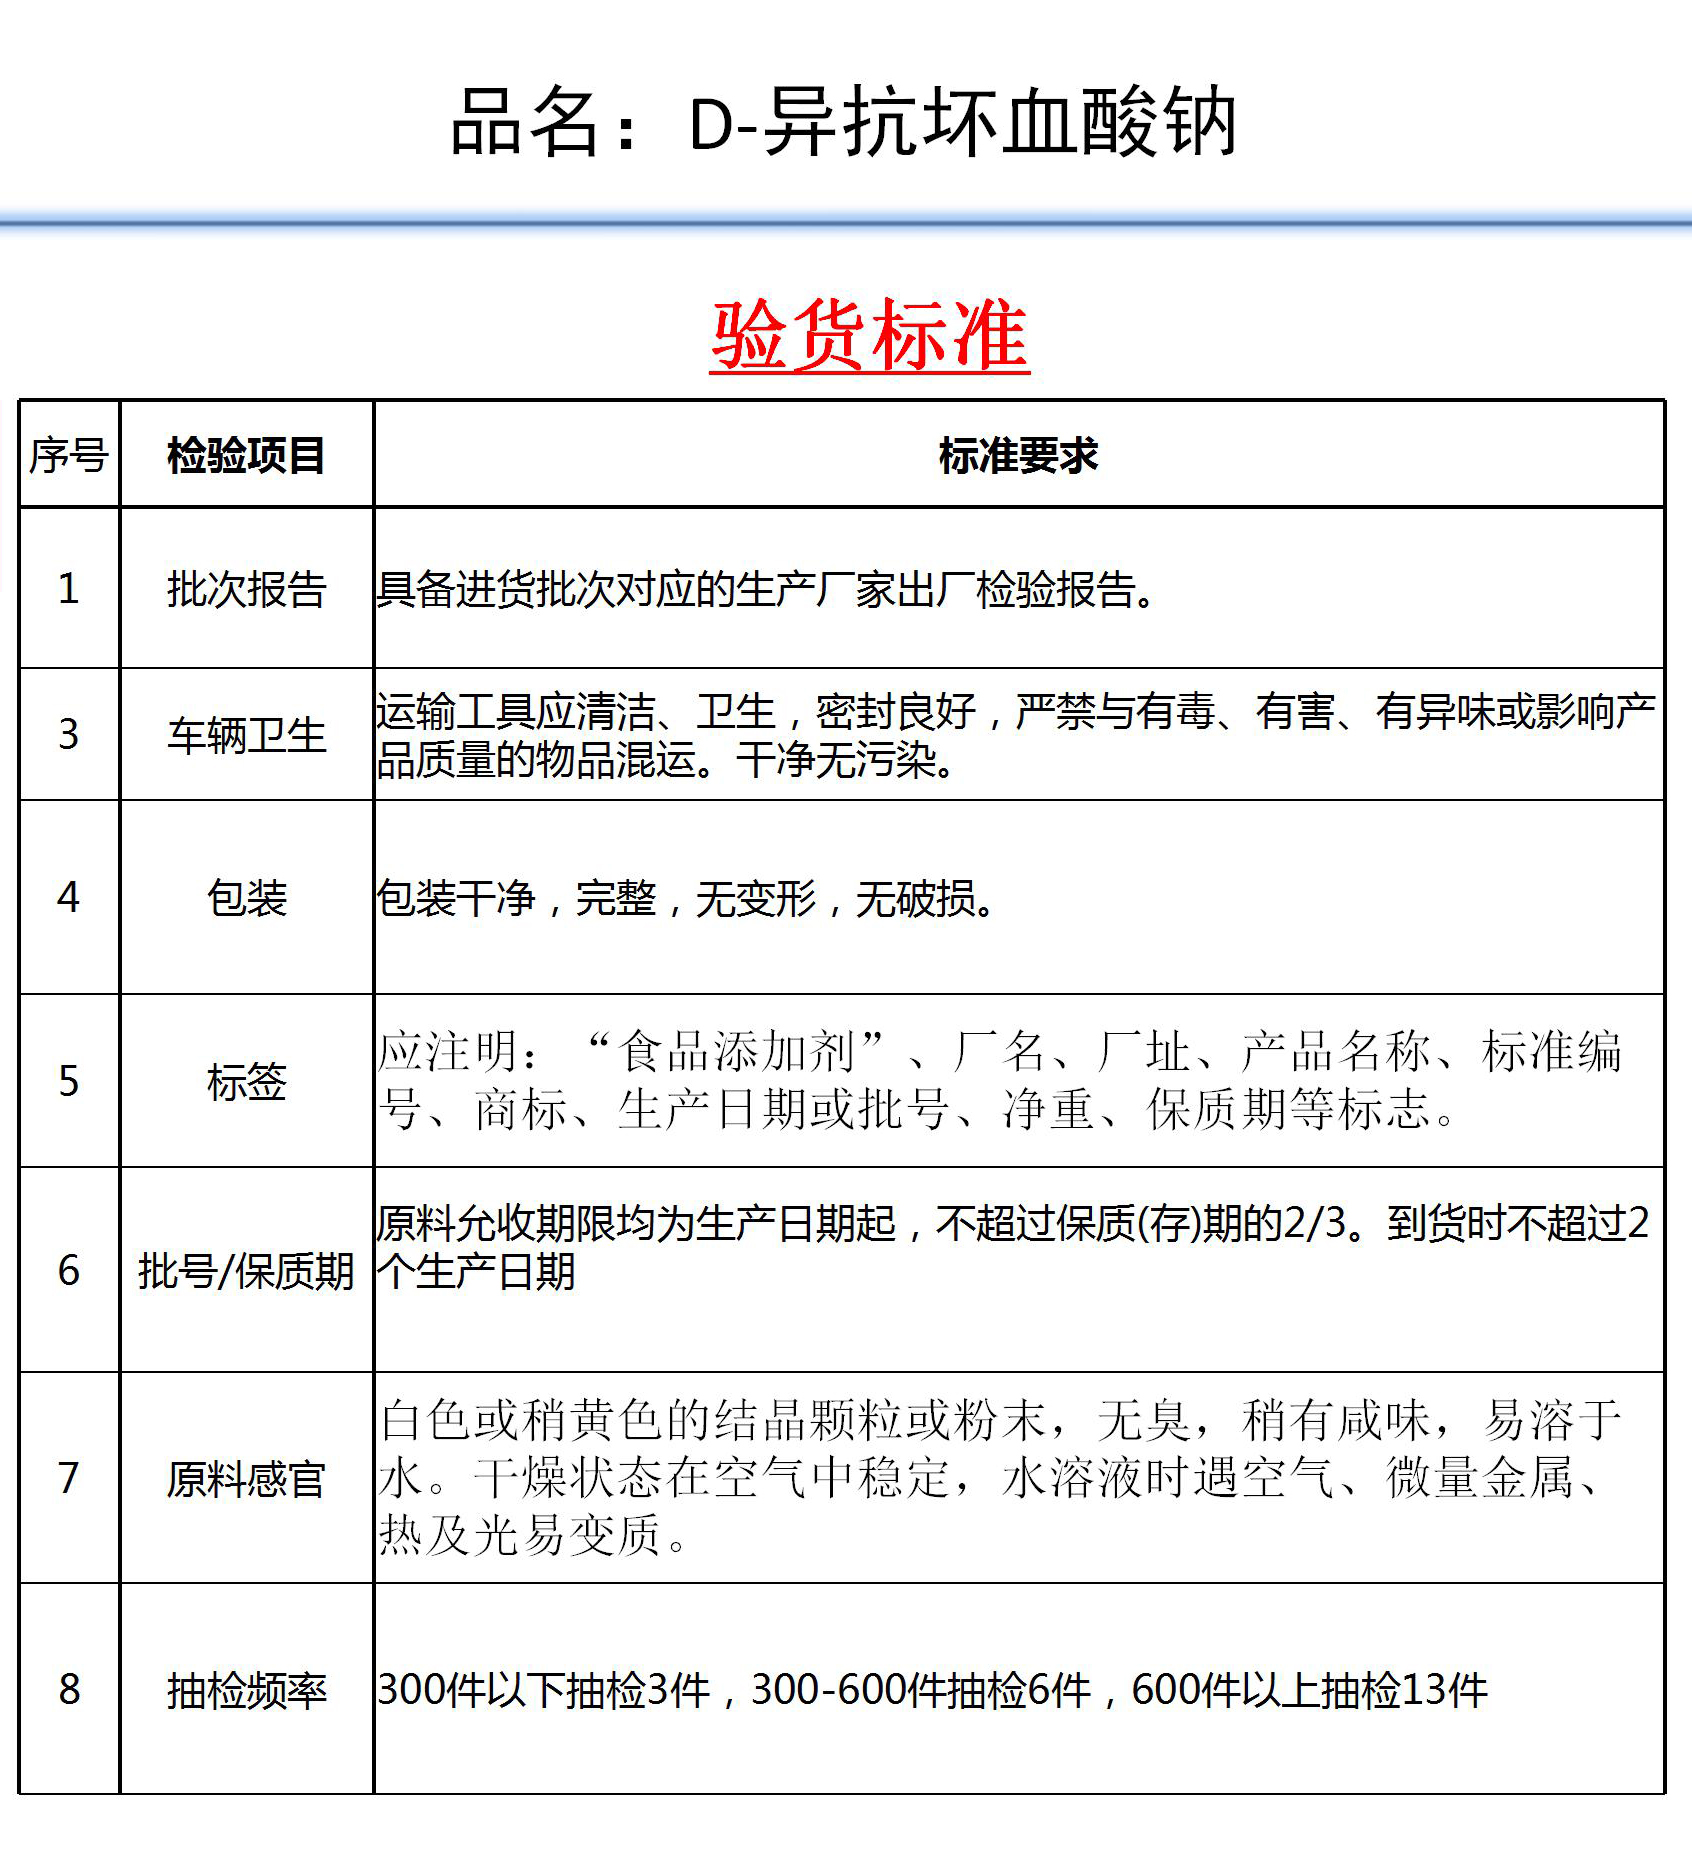 品名：D-异抗坏血酸钠
验货标准
序号 检验项目 标准要求
1 批次报告 具备进货批次对应的生产厂家出厂检验报告。
3 车辆卫生 运输工具应清洁、卫生，密封良好，严禁与有毒、有害、有异味或影响产
品质量的物品混运。干净无污染。
4 包装 包装干净，完整，无变形，无破损。
5 标签 应注明：“食品添加剂”、厂名、厂址、产品名称、标准编
号、商标、生产日期或批号、净重、保质期等标志。
6 批号/保质期 原料允收期限均为生产日期起，不超过保质(存)期的2/3。到货时不超过2
个生产日期
7 原料感官 白色或稍黄色的结晶颗粒或粉末，无臭，稍有咸味，易溶于
水。干燥状态在空气中稳定，水溶液时遇空气、微量金属、
热及光易变质。
8 抽检频率 300件以下抽检3件，300-600件抽检6件，600件以上抽检13件